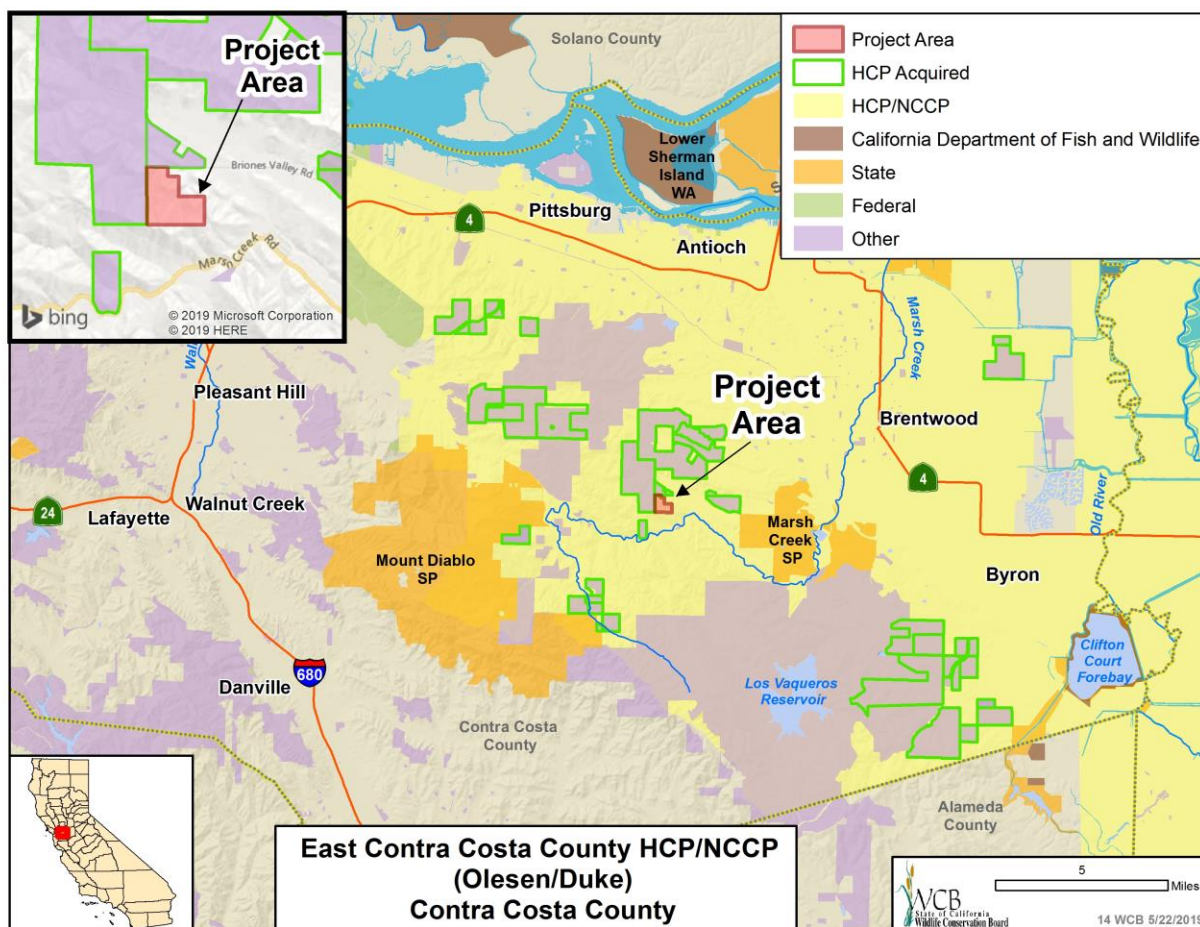 Project
Area
Briones Valley Rd
Marsh Creek Rd
bing
© 2019 Microsoft Corporation
© 2019 HERE
Project Area
HCP Acquired
HCP/NCCP
California Department of Fish and Wildlife
State
Federal
Other
Solano County
Lower
Sherman
Island
WA
Pittsburg
Antioch
4
Marsh Creek
Pleasant Hill
Project
Area
Brentwood
4
Old River
24
Lafayette
Walnut Creek
Mount Diablo
SP
Marsh
Creek
SP
Byron
680
Danville
Los Vaqueros
Reservoir
Clifton
Court
Forebay
Contra Costa
County
Alameda
County
East Contra Costa County HCP/NCCP
(Olesen/Duke)
Contra Costa County
5
Miles
WCB
State of California
Wildlife Conservation Board
14 WCB 5/22/2019